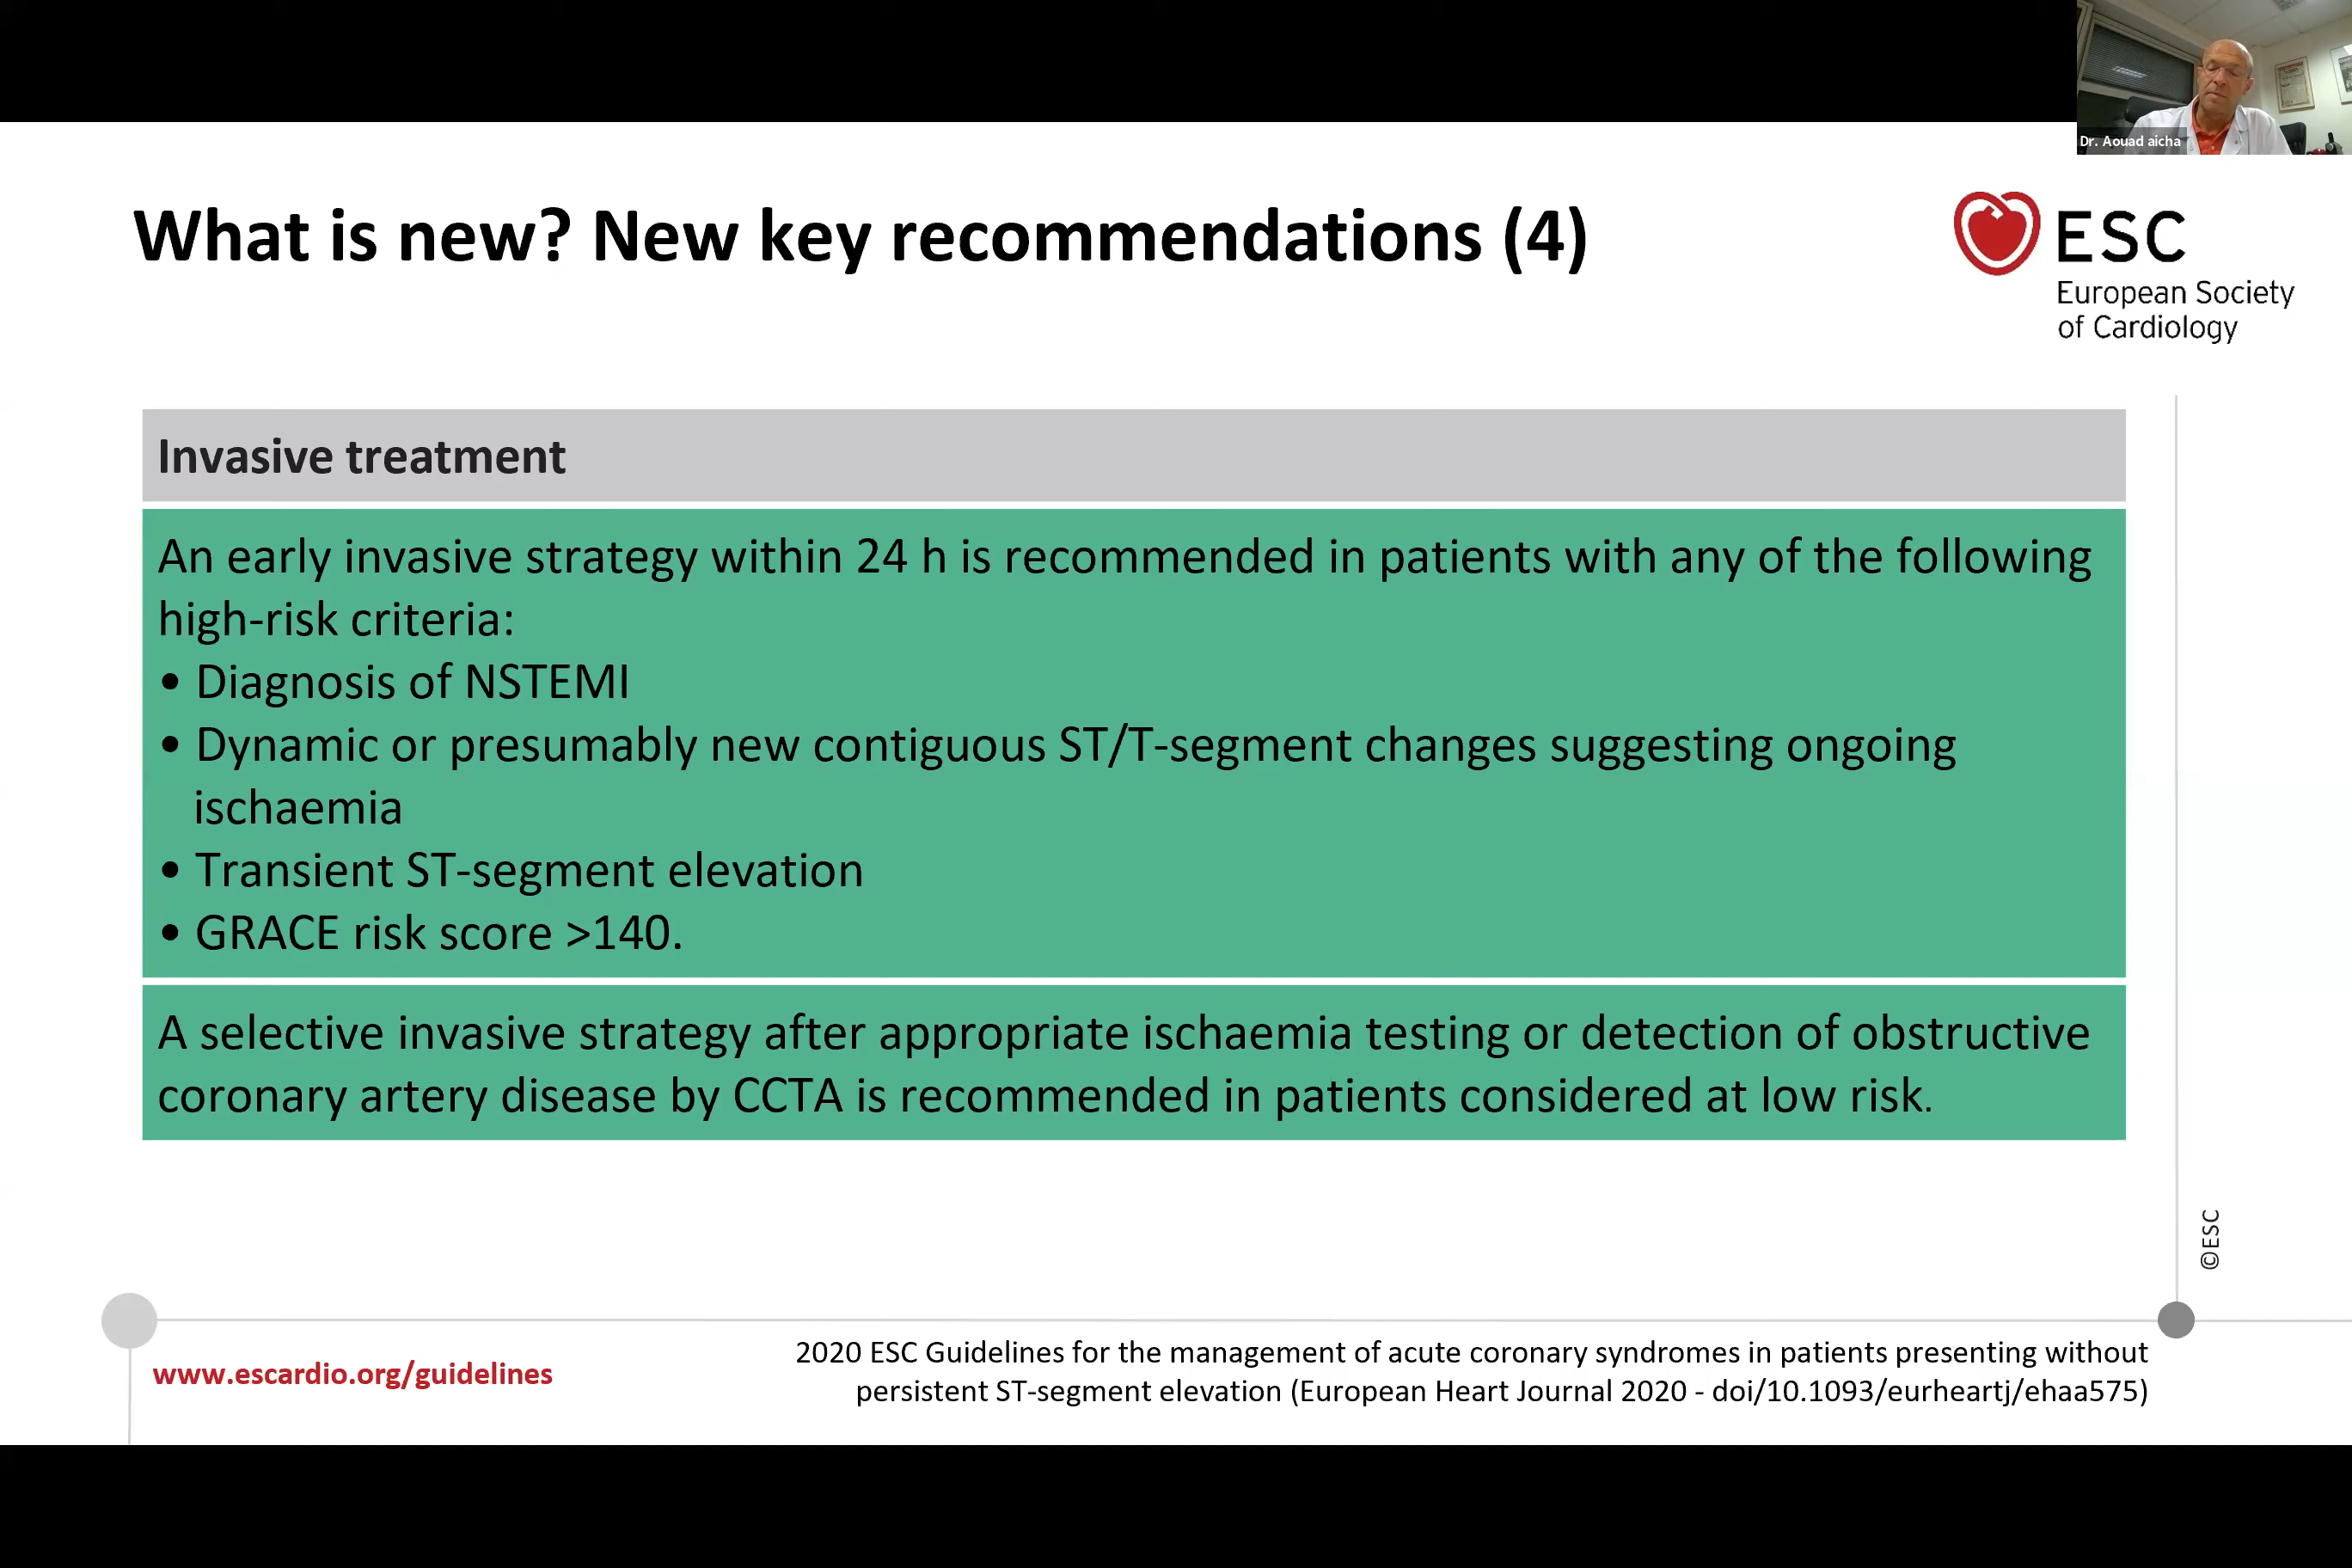 Dr. Aouad aicha
What is new? New key recommendations (4)
ESC
European Society
of Cardiology
Invasive treatment
An early invasive strategy within 24 h is recommended in patients with any of the following
high-risk criteria:
• Diagnosis of NSTEMI
• Dynamic or presumably new contiguous ST/T-segment changes suggesting ongoing
ischaemia
• Transient ST-segment elevation
• GRACE risk score >140.
A selective invasive strategy after appropriate ischaemia testing or detection of obstructive
coronary artery disease by CCTA is recommended in patients considered at low risk.
©ESC
www.escardio.org/guidelines
2020 ESC Guidelines for the management of acute coronary syndromes in patients presenting without
persistent ST-segment elevation (European Heart Journal 2020 - doi/10.1093/eurheartj/ehaa575)